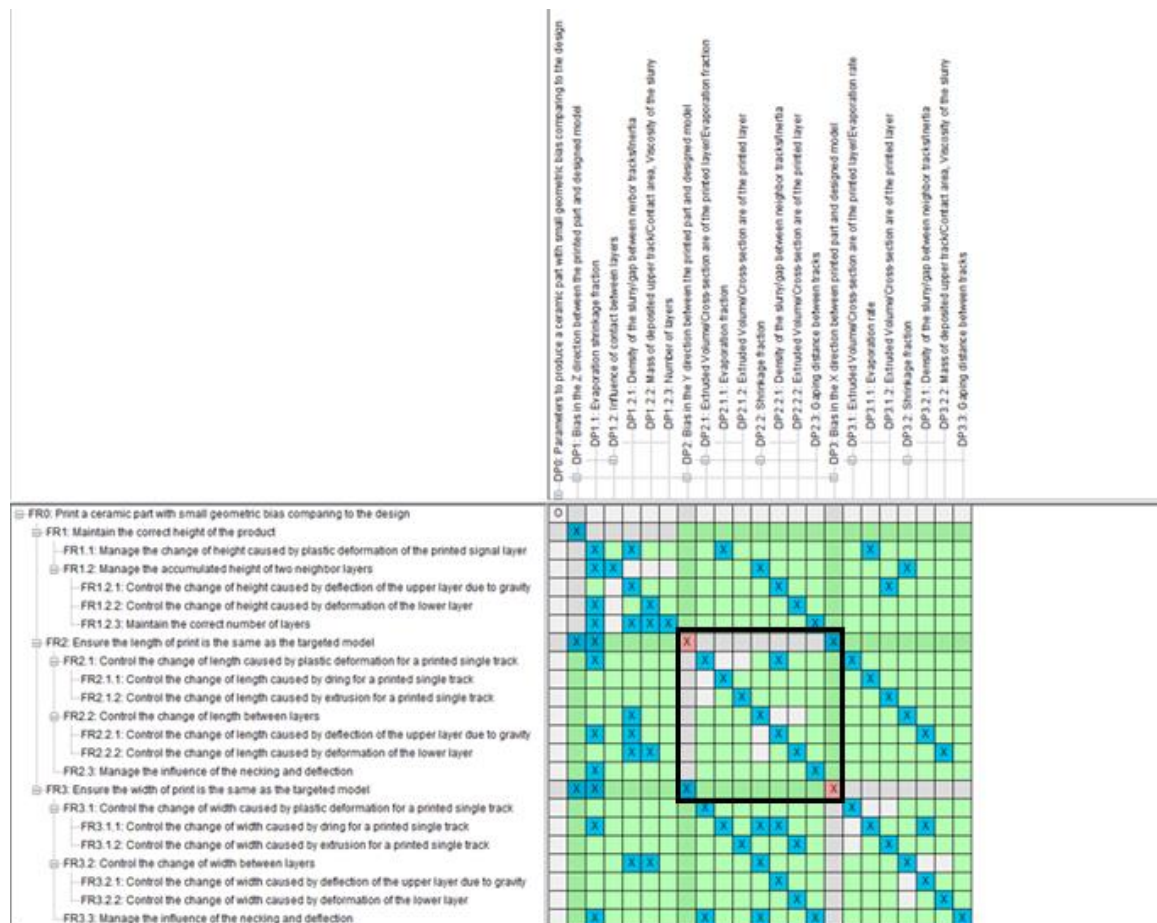 DP0: Parameters to produce a ceramic part with small geometric bias comparing to the design
DP1: Bias in the Z direction between the printed part and designed model
DP1.1: Evaporation shrinkage fraction
DP1.2: Influence of contact between layers
DP1.2.1: Density of the slurry/gap between nerbor tracks/Inertia
DP1.2.2: Mass of deposited upper track/Contact area, Viscosity of the slurry
DP1.2.3: Number of layers
DP2: Bias in the Y direction between the printed part and designed model
DP2.1: Extruded Volume/Cross-section are of the printed layer/Evaporation fraction
DP2.1.1: Evaporation fraction
DP2.1.2: Extruded Volume/Cross-section are of the printed layer
DP2.2: Shrinkage fraction
DP2.2.1: Density of the slurry/gap between neighbor tracks/Inertia
DP2.2.2: Extruded Volume/Cross-section are of the printed layer
DP2.3: Gaping distance between tracks
DP3: Bias in the X direction between printed part and designed model
DP3.1: Extruded Volume/Cross-section are of the printed layer/Evaporation rate
DP3.1.1: Evaporation rate
DP3.1.2: Extruded Volume/Cross-section are of the printed layer
DP3.2: Shrinkage fraction
DP3.2.1: Density of the slurry/gap between neighbor tracks/Inertia
DP3.2.2: Mass of deposited upper track/Contact area, Viscosity of the slurry
DP3.3: Gaping distance between tracks
FR0: Print a ceramic part with small geometric bias comparing to the design O
FR1: Maintain the correct height of the product X
FR1.1: Manage the change of height caused by plastic deformation of the printed signal layer X X X X
FR1.2: Manage the accumulated height of two neighbor layers X X X X
FR1.2.1: Control the change of height caused by deflection of the upper layer due to gravity X X X
FR1.2.2: Control the change of height caused by deformation of the lower layer X X X
FR1.2.3: Maintain the correct number of layers X X X X X
FR2: Ensure the length of print is the same as the targeted model X X X X
FR2.1: Control the change of length caused by plastic deformation for a printed single track X X X X
FR2.1.1: Control the change of length caused by dring for a printed single track X X
FR2.1.2: Control the change of length caused by extrusion for a printed single track X X
FR2.2: Control the change of length between layers X X X
FR2.2.1: Control the change of length caused by deflection of the upper layer due to gravity X X X X
FR2.2.2: Control the change of length caused by deformation of the lower layer X X X X
FR2.3: Manage the influence of the necking and deflection X X
FR3: Ensure the width of print is the same as the targeted model X X X X
FR3.1: Control the change of width caused by plastic deformation for a printed single track X X
FR3.1.1: Control the change of width caused by dring for a printed single track X X X X X X
FR3.1.2: Control the change of width caused by extrusion for a printed single track X X X
FR3.2: Control the change of width between layers X X X X
FR3.2.1: Control the change of width caused by deflection of the upper layer due to gravity X X
FR3.2.2: Control the change of width caused by deformation of the lower layer X X
FR3.3: Manage the influence of the necking and deflection X X X X X